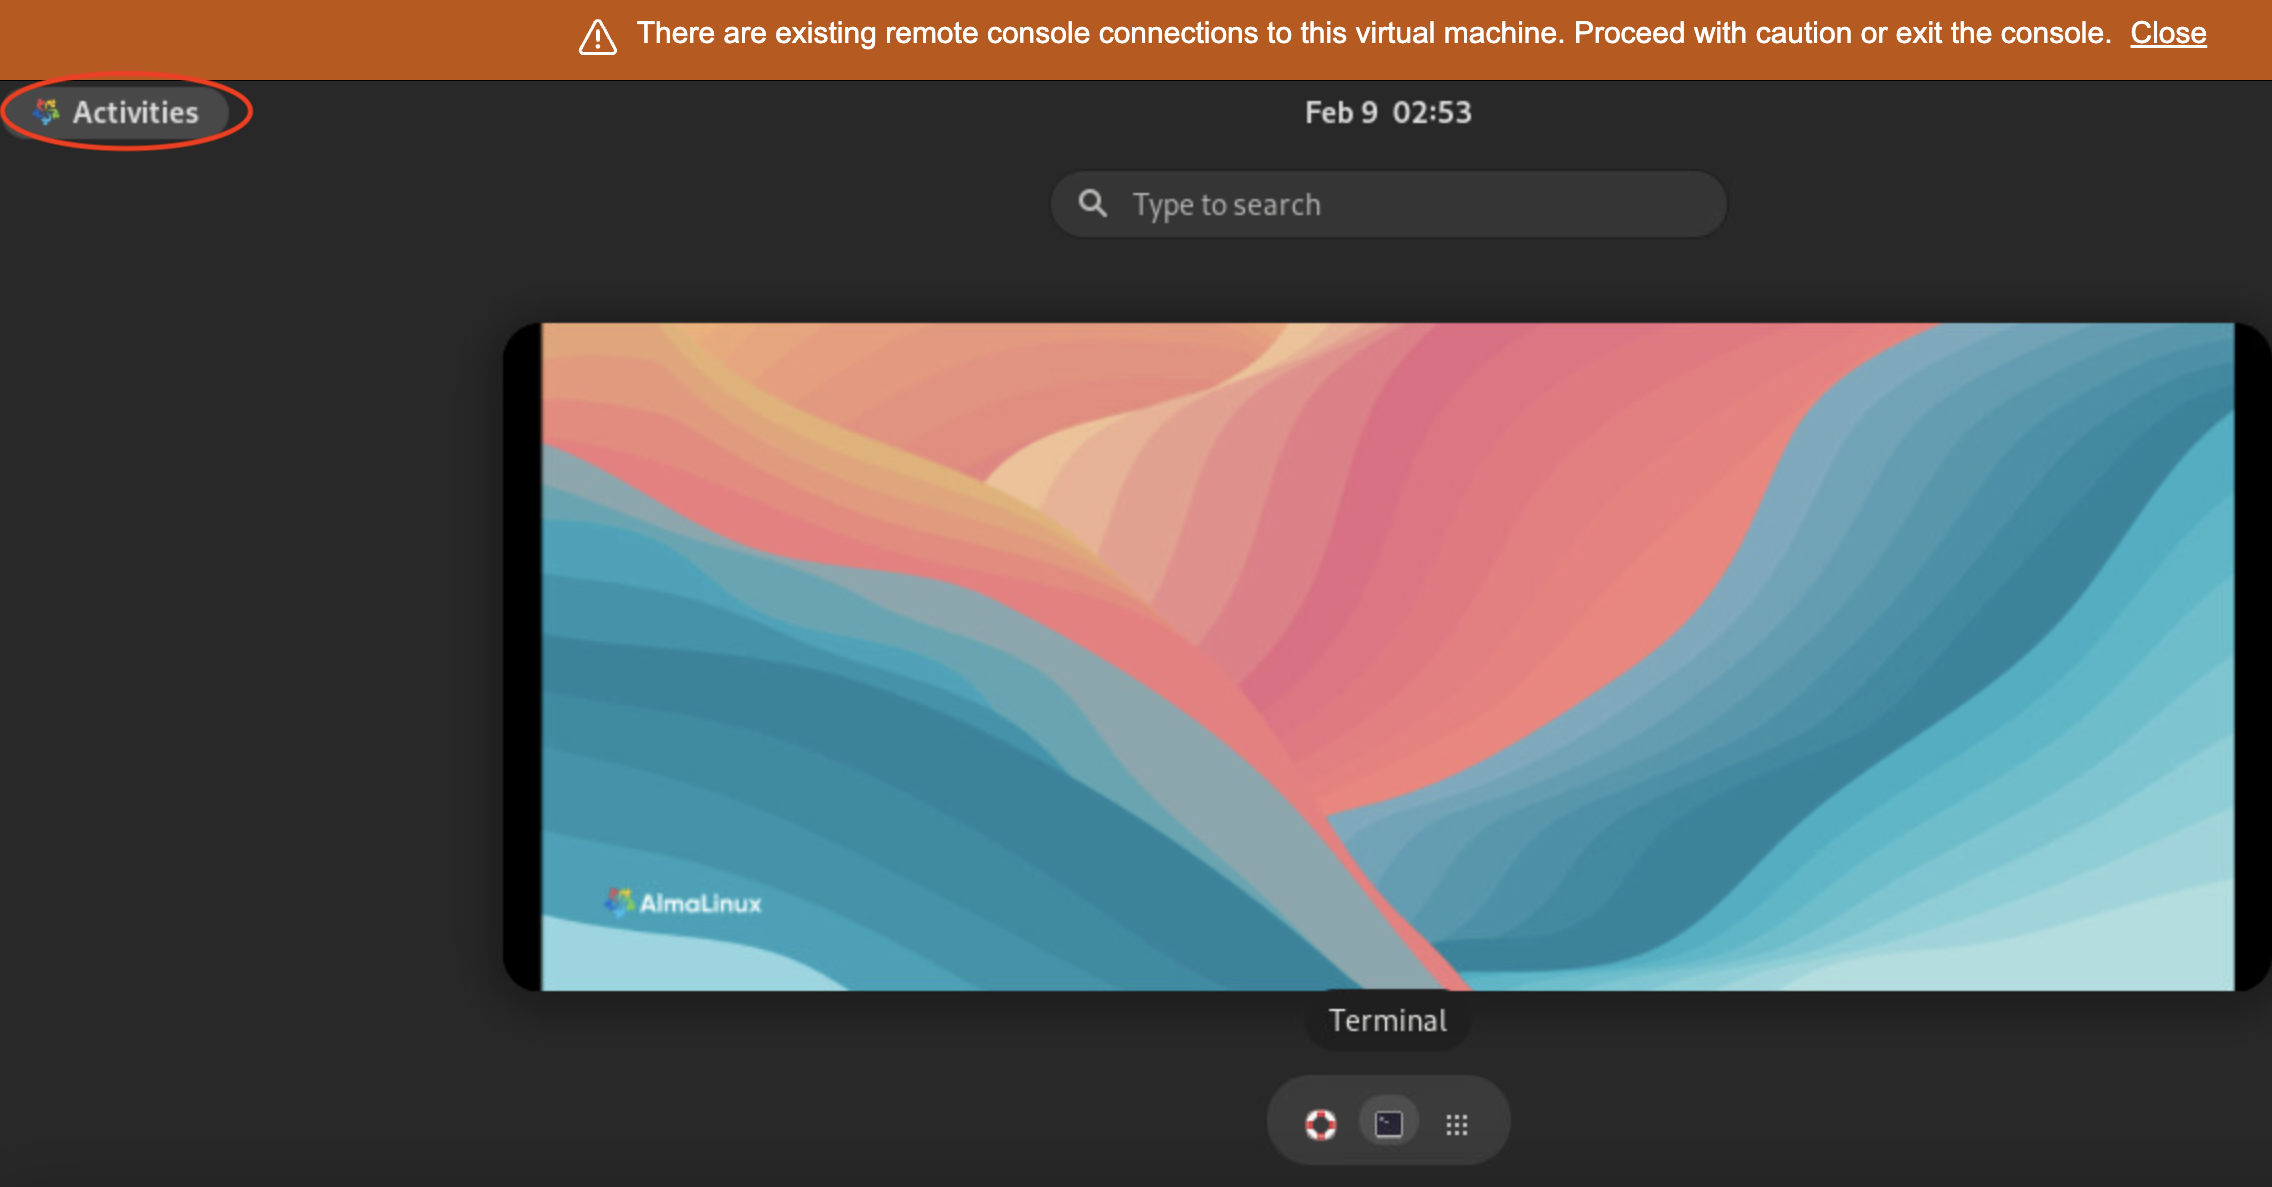 There are existing remote console connections to this virtual machine. Proceed with caution or exit the console. Close
Activities
Feb 9 02:53
Type to search
AlmaLinux
Terminal